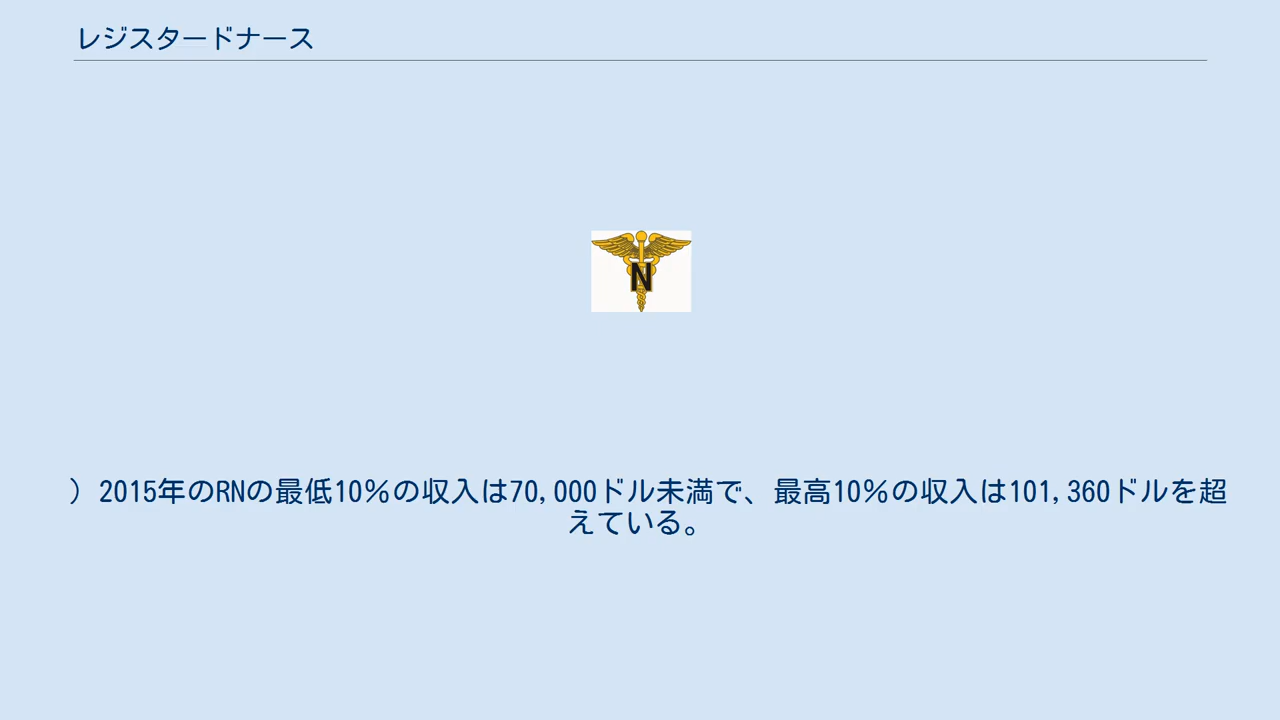 レジスタードナース
N
）2015年のRNの最低10％の収入は70,000ドル未満で、最高10％の収入は101,360ドルを超
えている。